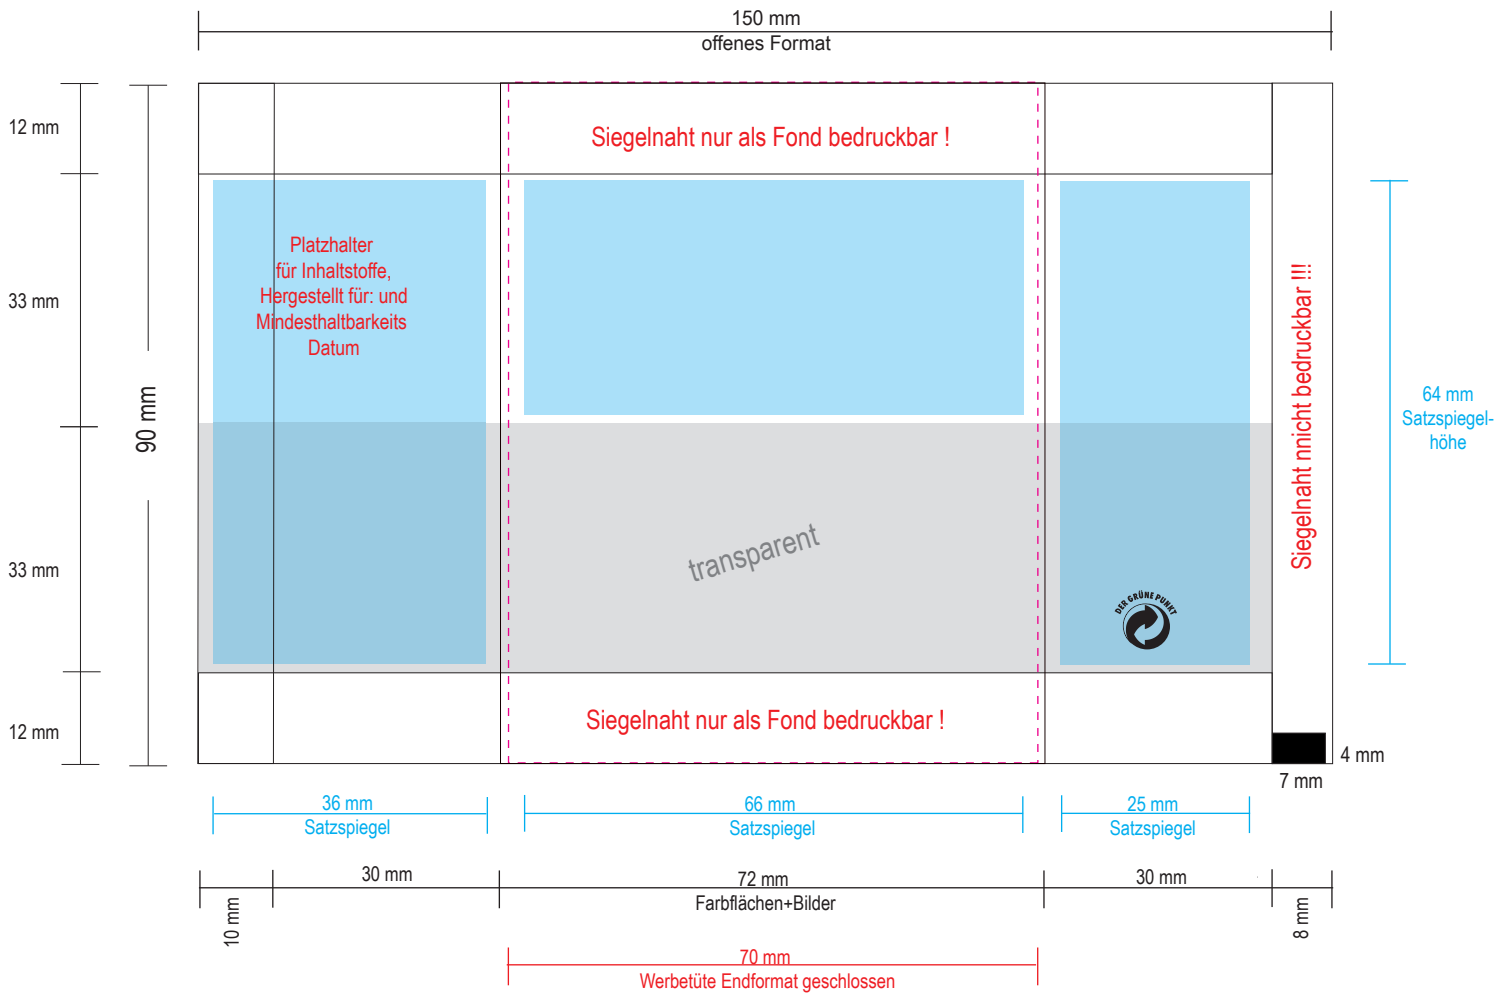 150 mm
offenes Format
12 mm
33 mm
33 mm
12 mm
90 mm
Siegelnaht nur als Fond bedruckbar !
Platzhalter
für Inhaltstoffe,
Hergestellt für: und
Mindesthaltbarkeits
Datum
transparent
DER GRÜNE PUNKT
Siegelnaht nnicht bedruckbar !!!
64 mm
Satzspiegel-
höhe
Siegelnaht nur als Fond bedruckbar !
4 mm
7 mm
36 mm
Satzspiegel
66 mm
Satzspiegel
25 mm
Satzspiegel
10 mm
30 mm
72 mm
Farbflächen+Bilder
30 mm
8 mm
70 mm
Werbetüte Endformat geschlossen